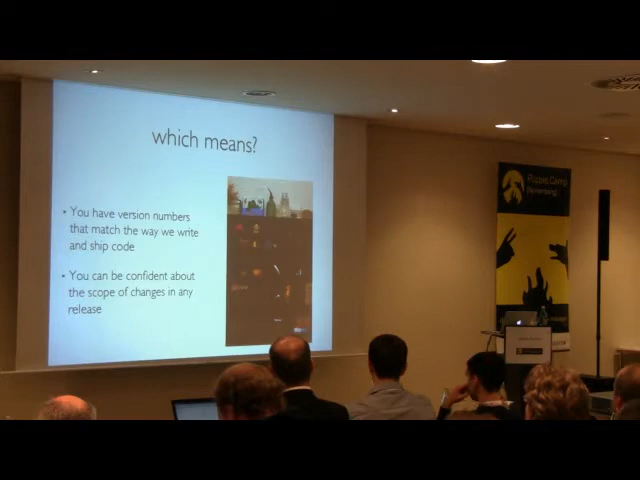 which means?
• You have version numbers
that match the way we write
and ship code
• You can be confident about
the scope of changes in any
release
Puppet Camp